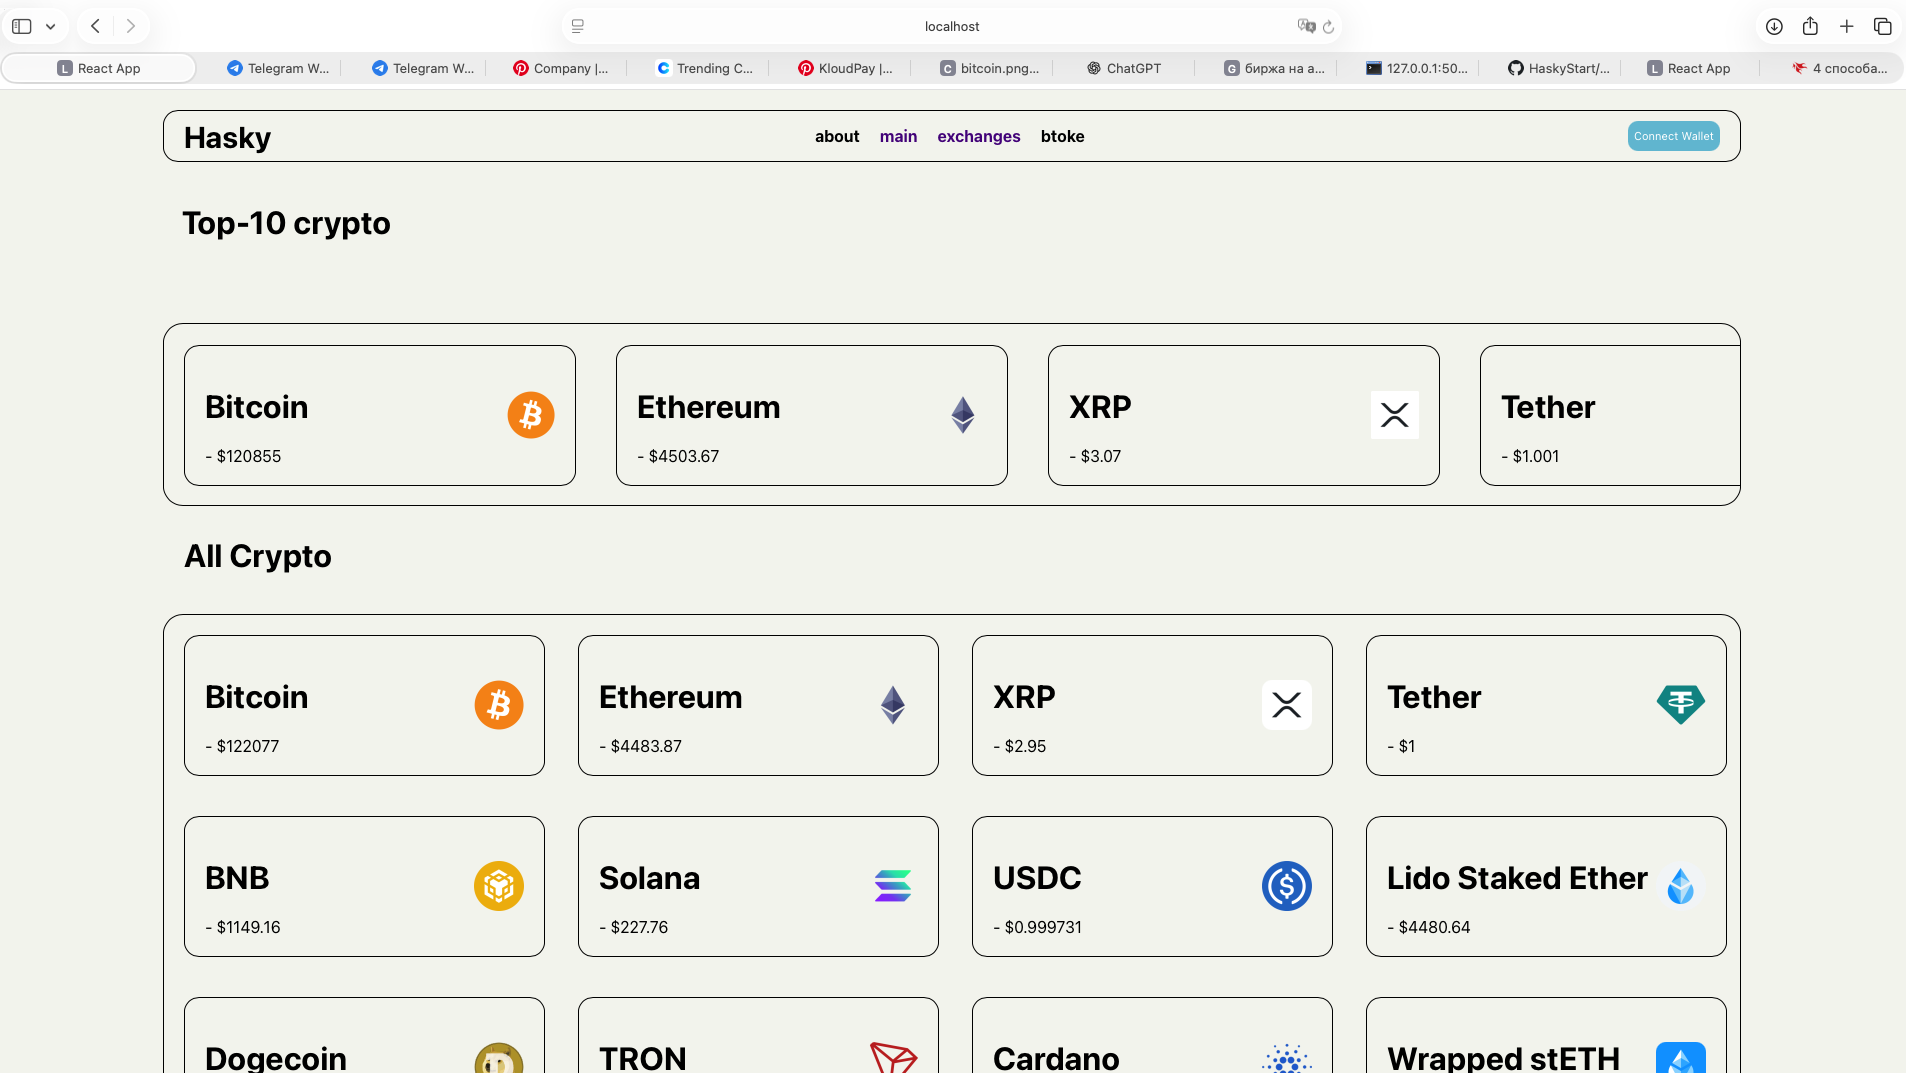 localhost
L React App
Telegram W...
Telegram W...
Company |...
Trending C...
KloudPay |...
C bitcoin.png...
ChatGPT
G биржа на а...
127.0.0.1:50...
HaskyStart/...
L React App
4 способа...
Hasky
about main exchanges btoke
Connect Wallet
Top-10 crypto
Bitcoin
- $120855
Ethereum
- $4503.67
XRP
- $3.07
Tether
- $1.001
All Crypto
Bitcoin
- $122077
Ethereum
- $4483.87
XRP
- $2.95
Tether
- $1
BNB
- $1149.16
Solana
- $227.76
USDC
- $0.999731
Lido Staked Ether
- $4480.64
Dogecoin
TRON
Cardano
Wrapped stETH